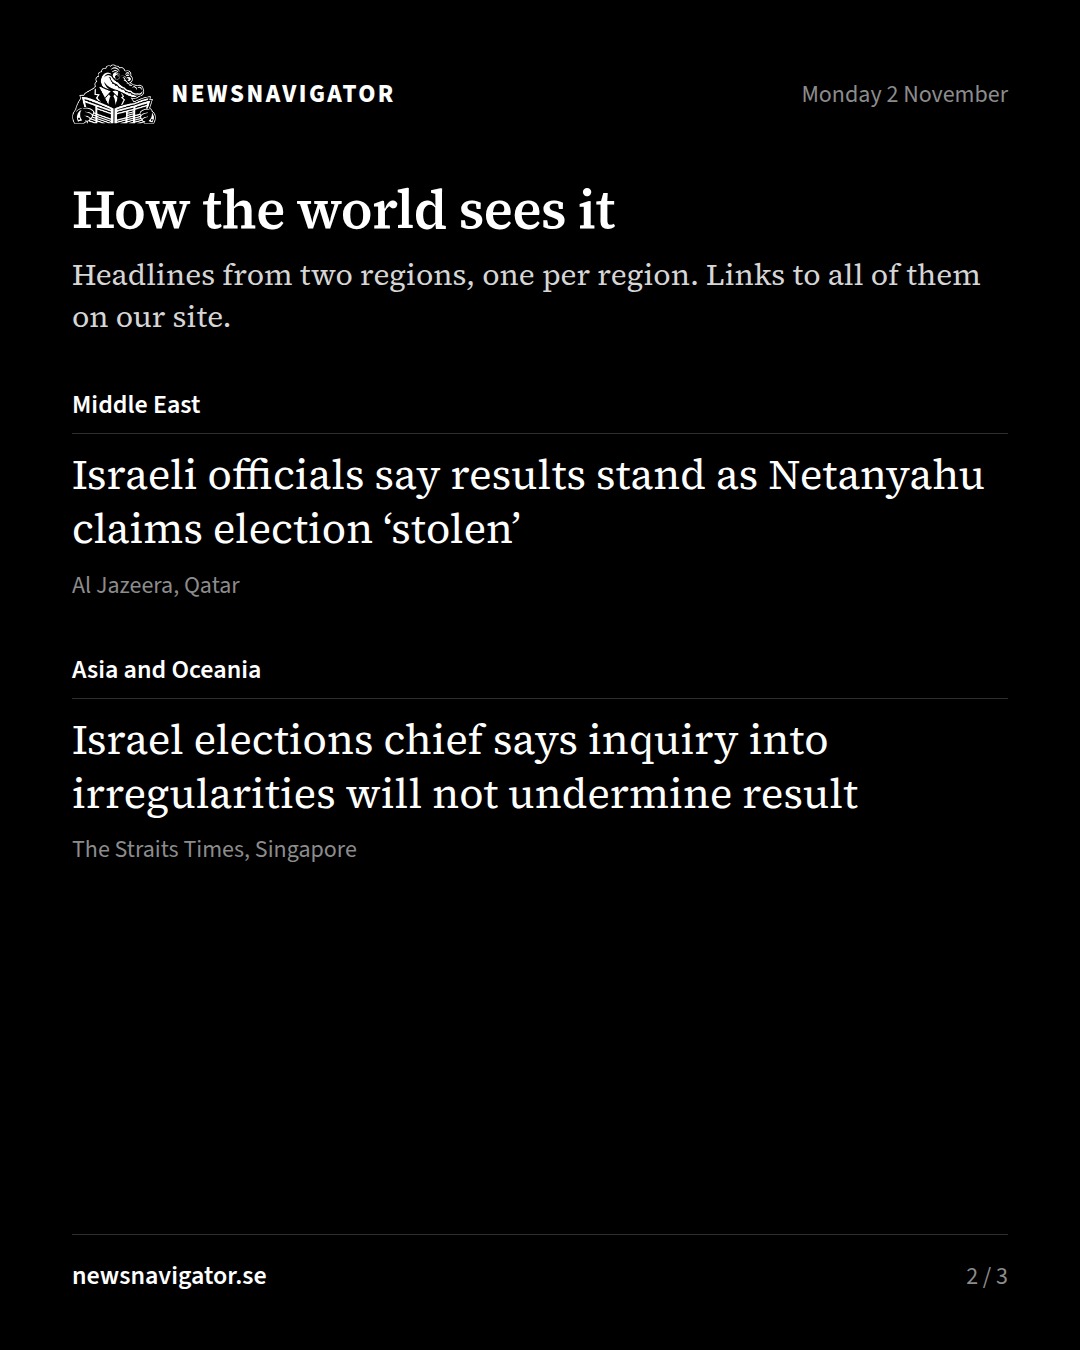 NEWSNAVIGATOR
Monday 2 November
How the world sees it
Headlines from two regions, one per region. Links to all of them
on our site.
Middle East
Israeli officials say results stand as Netanyahu
claims election ‘stolen’
Al Jazeera, Qatar
Asia and Oceania
Israel elections chief says inquiry into
irregularities will not undermine result
The Straits Times, Singapore
newsnavigator.se
2 / 3